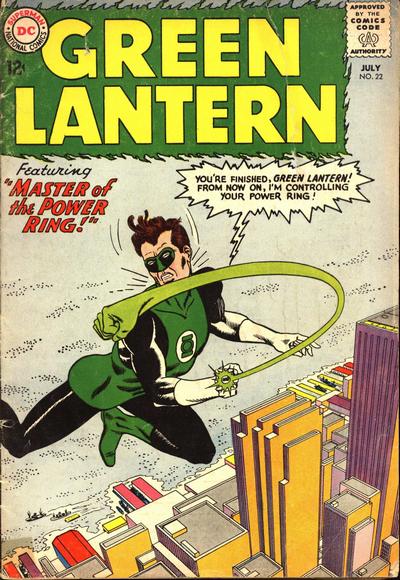 SUPERMAN
DC
NATIONAL COMICS
12¢
GREEN
LANTERN
APPROVED
BY THE
COMICS
CODE
CA
AUTHORITY
JULY
NO. 22
Featuring
"MASTER of
the POWER
RING!"
YOU'RE FINISHED, GREEN LANTERN!
FROM NOW ON, I'M CONTROLLING
YOUR POWER RING!